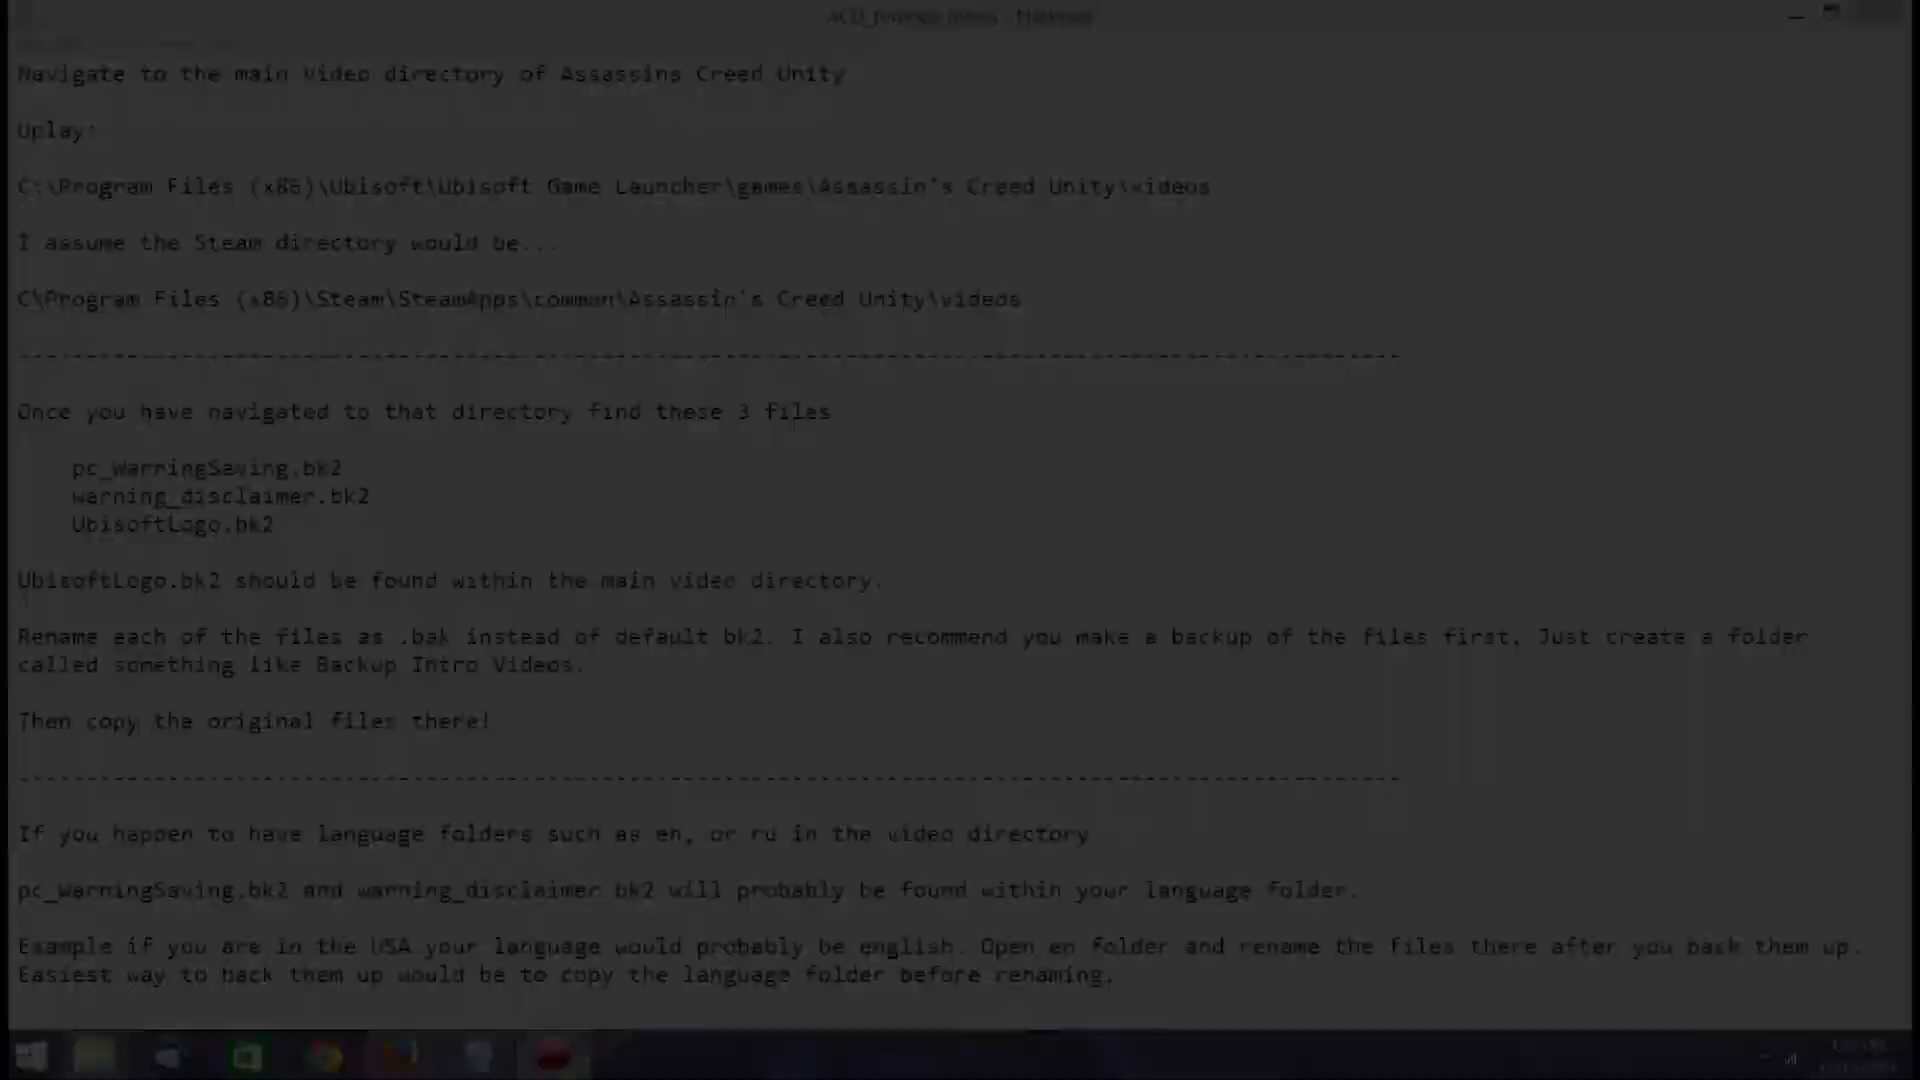 Navigate to the main video directory of Assassins Creed Unity
Uplay:
C:\Program Files (x86)\Ubisoft\Ubisoft Game Launcher\games\Assassin's Creed Unity\videos
I assume the Steam directory would be...
C\Program Files (x86)\Steam\SteamApps\common\Assassin's Creed Unity\videos
Once you have navigated to that directory find these 3 files
pc_WarningSaving.bk2
warning_disclaimer.bk2
UbisoftLogo.bk2
UbisoftLogo.bk2 should be found within the main video directory.
Rename each of the files as .bak instead of default bk2. I also recommend you make a backup of the files first, Just create a folder
called something like Backup Intro Videos.
Then copy the original files there!
If you happen to have language folders such as en, or ru in the video directory
pc_WarningSaving.bk2 and warning_disclaimer bk2 will probably be found within your language folder.
Example if you are in the USA your language would probably be english. Open en folder and rename the files there after you back them up.
Easiest way to back them up would be to copy the language folder before renaming.